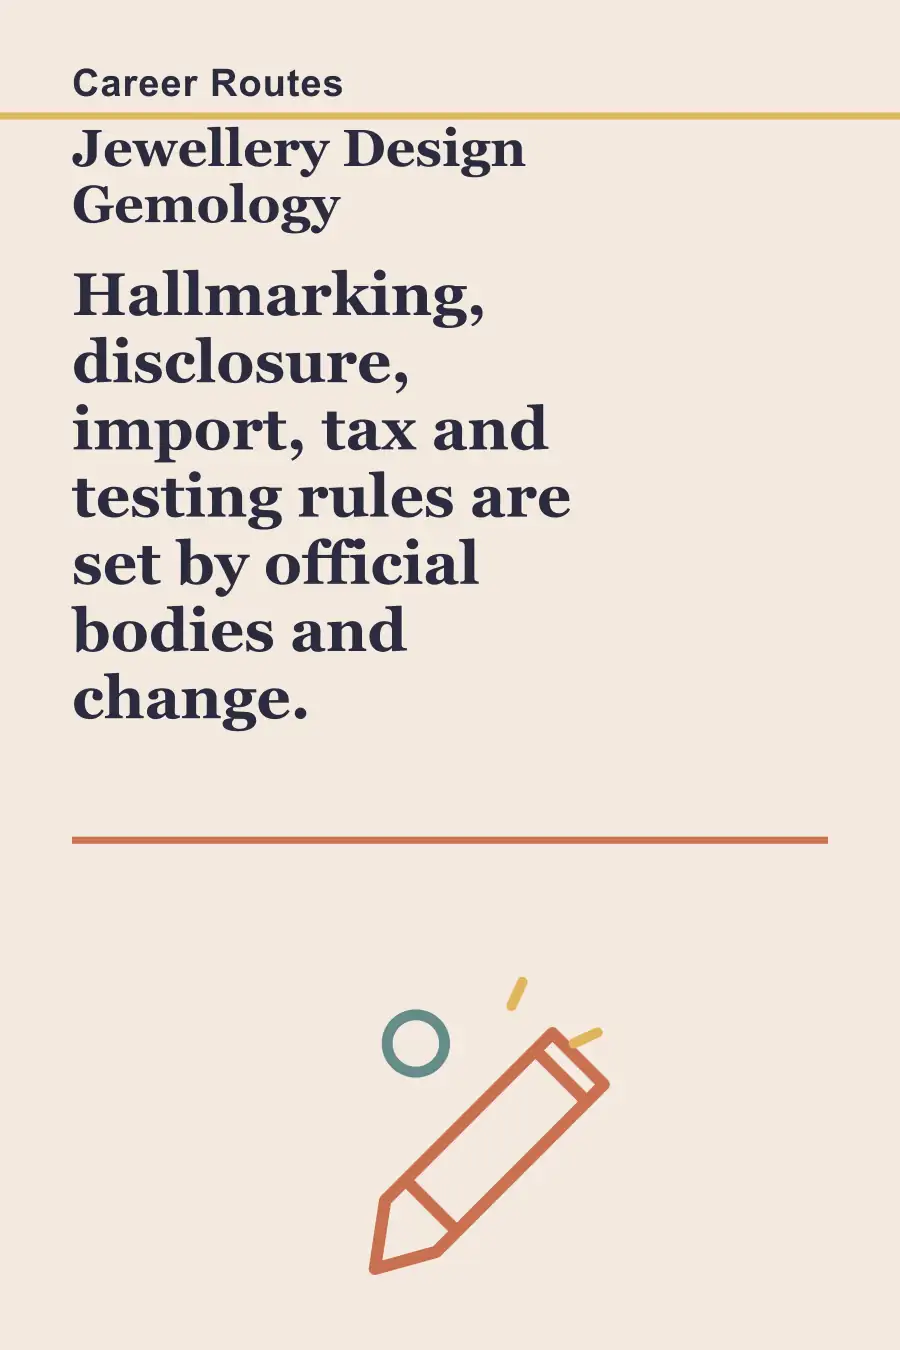 Career Routes
Jewellery Design
Gemology
Hallmarking,
disclosure,
import, tax and
testing rules are
set by official
bodies and
change.